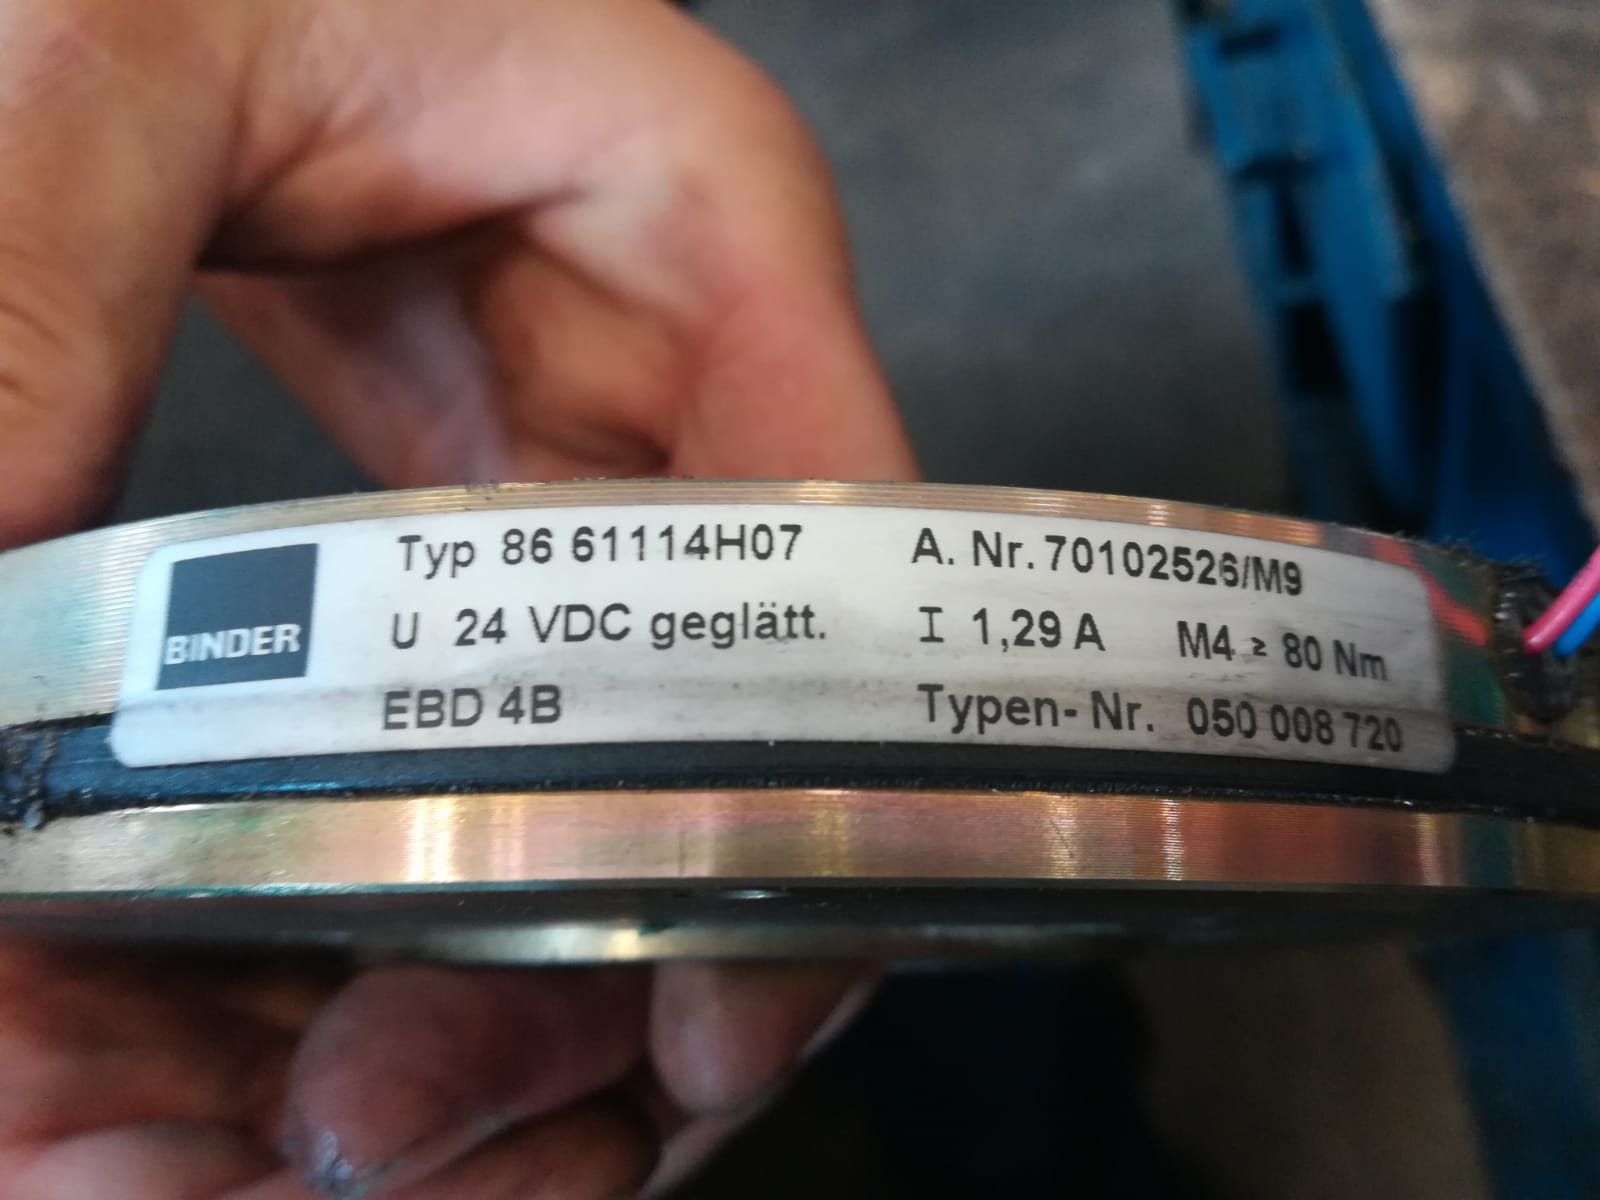 BINDER
Typ 86 61114H07 A. Nr. 70102526/M9
U 24 VDC geglätt. I 1,29 A M4 ≥ 80 Nm
EBD 4B Typen-Nr. 050 008 720